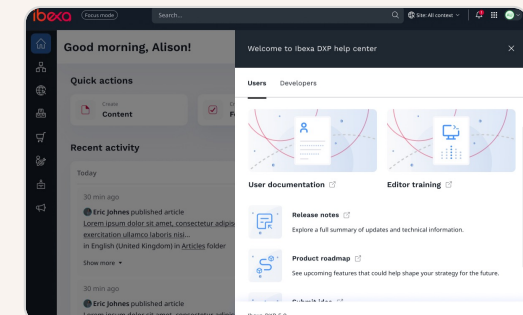 ibexa
Focus mode
Search...
Site: All context
Good morning, Alison!
Quick actions
Create
Content
Recent activity
Today
30 min ago
Eric Johnes published article
Lorem ipsum dolor sit amet, consectetur adipis
exercitation ullamco laboris nisi...
in English (United Kingdom) in Articles folder
Show more
30 min ago
Eric Johnes published article
Welcome to Ibexa DXP help center
Users
Developers
User documentation
Editor training
Release notes
Explore a full summary of updates and technical information.
Product roadmap
See upcoming features that could help shape your strategy for the future.
Submit idea